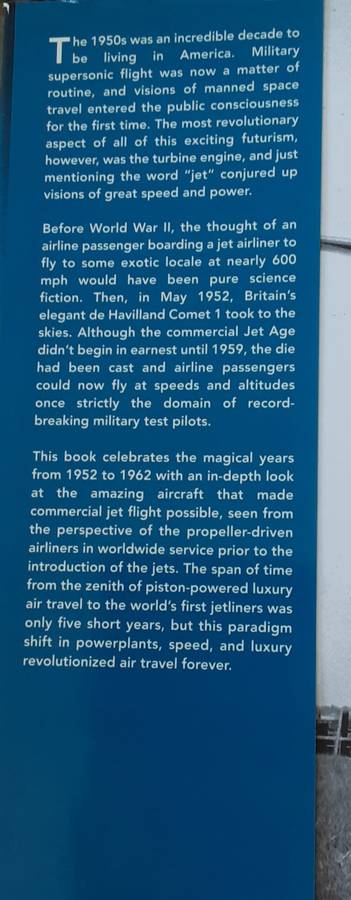 The 1950s was an incredible decade to
be living in America. Military
supersonic flight was now a matter of
routine, and visions of manned space
travel entered the public consciousness
for the first time. The most revolutionary
aspect of all of this exciting futurism,
however, was the turbine engine, and just
mentioning the word "jet" conjured up
visions of great speed and power.
Before World War II, the thought of an
airline passenger boarding a jet airliner to
fly to some exotic locale at nearly 600
mph would have been pure science
fiction. Then, in May 1952, Britain's
elegant de Havilland Comet 1 took to the
skies. Although the commercial Jet Age
didn't begin in earnest until 1959, the die
had been cast and airline passengers
could now fly at speeds and altitudes
once strictly the domain of record-
breaking military test pilots.
This book celebrates the magical years
from 1952 to 1962 with an in-depth look
at the amazing aircraft that made
commercial jet flight possible, seen from
the perspective of the propeller-driven
airliners in worldwide service prior to the
introduction of the jets. The span of time
from the zenith of piston-powered luxury
air travel to the world's first jetliners was
only five short years, but this paradigm
shift in powerplants, speed, and luxury
revolutionized air travel forever.